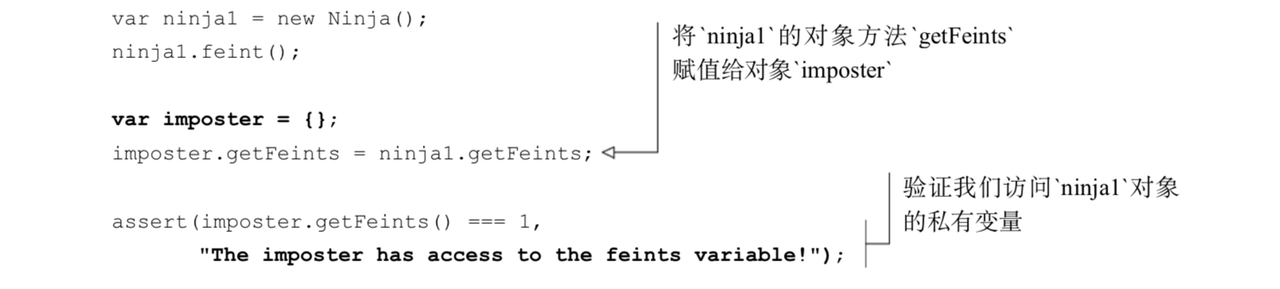 var ninja1 = new Ninja();
ninja1.feint();
将`ninja1`的对象方法`getFeints`
赋值给对象`imposter`
var imposter = {};
imposter.getFeints = ninja1.getFeints;
验证我们访问`ninja1`对象
的私有变量
assert(imposter.getFeints() === 1,
"The imposter has access to the feints variable!");